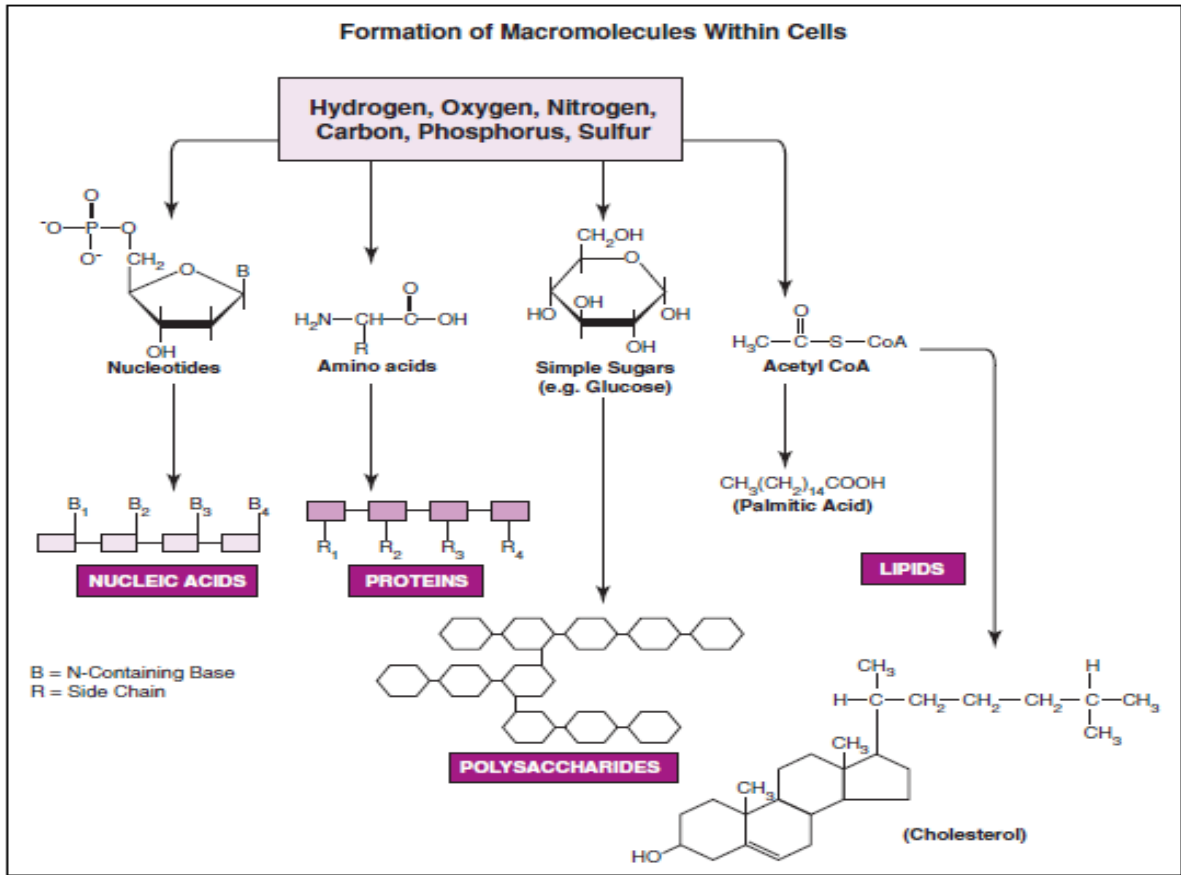 Formation of Macromolecules Within Cells
Hydrogen, Oxygen, Nitrogen,
Carbon, Phosphorus, Sulfur
O
⁻O—P—O
O⁻
CH₂
O
B
OH
Nucleotides
O
H₂N—CH—C—OH
R
Amino acids
CH₂OH
O
HO
OH
OH
OH
Simple Sugars
(e.g. Glucose)
O
H₃C—C—S—CoA
Acetyl CoA
CH₃(CH₂)₁₄COOH
(Palmitic Acid)
B₁ B₂ B₃ B₄
NUCLEIC ACIDS
R₁ R₂ R₃ R₄
PROTEINS
LIPIDS
B = N-Containing Base
R = Side Chain
POLYSACCHARIDES
CH₃
H
H—C—CH₂—CH₂—CH₂—C—CH₃
CH₃
CH₃
CH₃
HO
(Cholesterol)